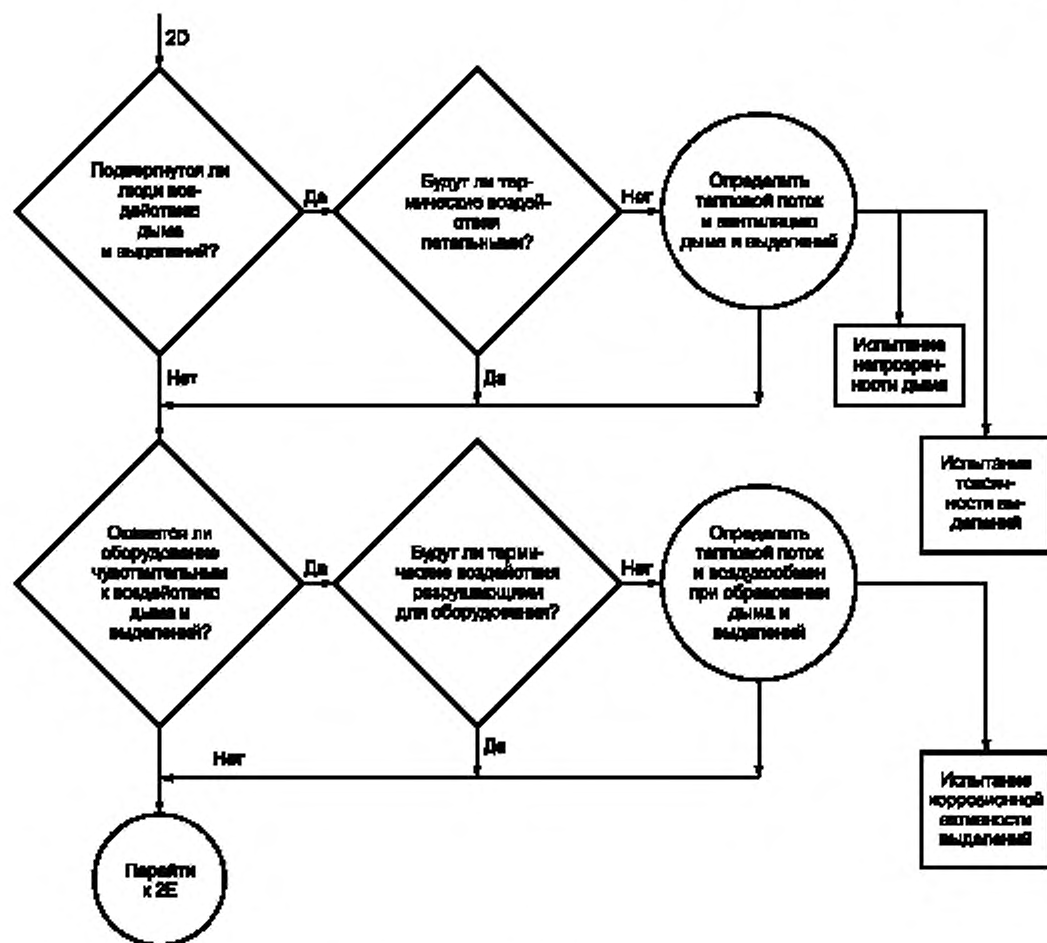 2D
Подвергнутся ли
люди воз-
действию
дыма
и выделений?
Да
Будут ли тер-
мические воздей-
ствия
летальными?
Нет
Определить
тепловой поток
и вентиляцию
дыма и выделений
Испытание
непрозрач-
ности дыма
Нет
Да
Испытание
токсич-
ности вы-
делений
Окажется ли
оборудование
чувствительным
к воздействию
дыма и
выделений?
Да
Будут ли терми-
ческие воздействия
разрушающими
для оборудования?
Нет
Определить
тепловой поток
и воздухообмен
при образовании
дыма и
выделений
Нет
Да
Испытание
коррозионной
активности
выделений
Перейти
к 2E